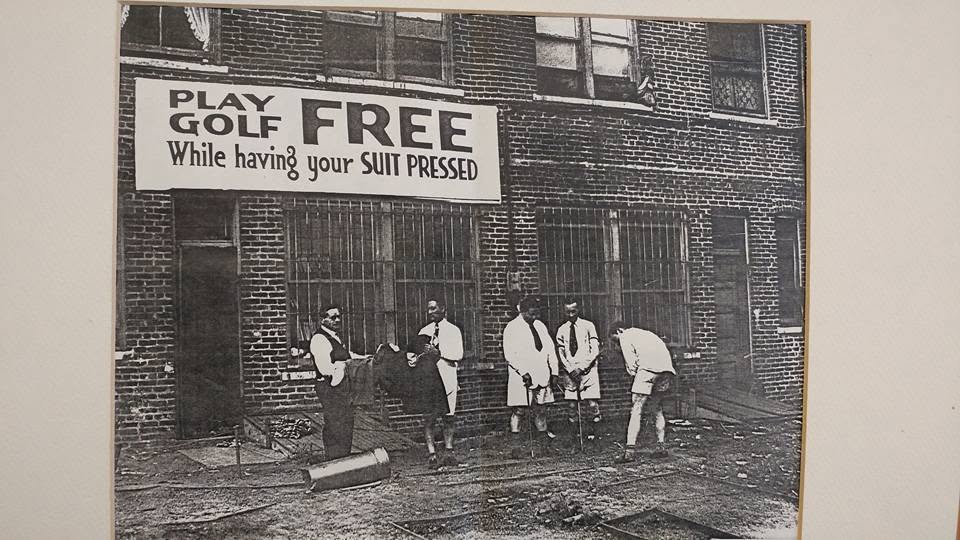 PLAY GOLF FREE
While having your SUIT PRESSED